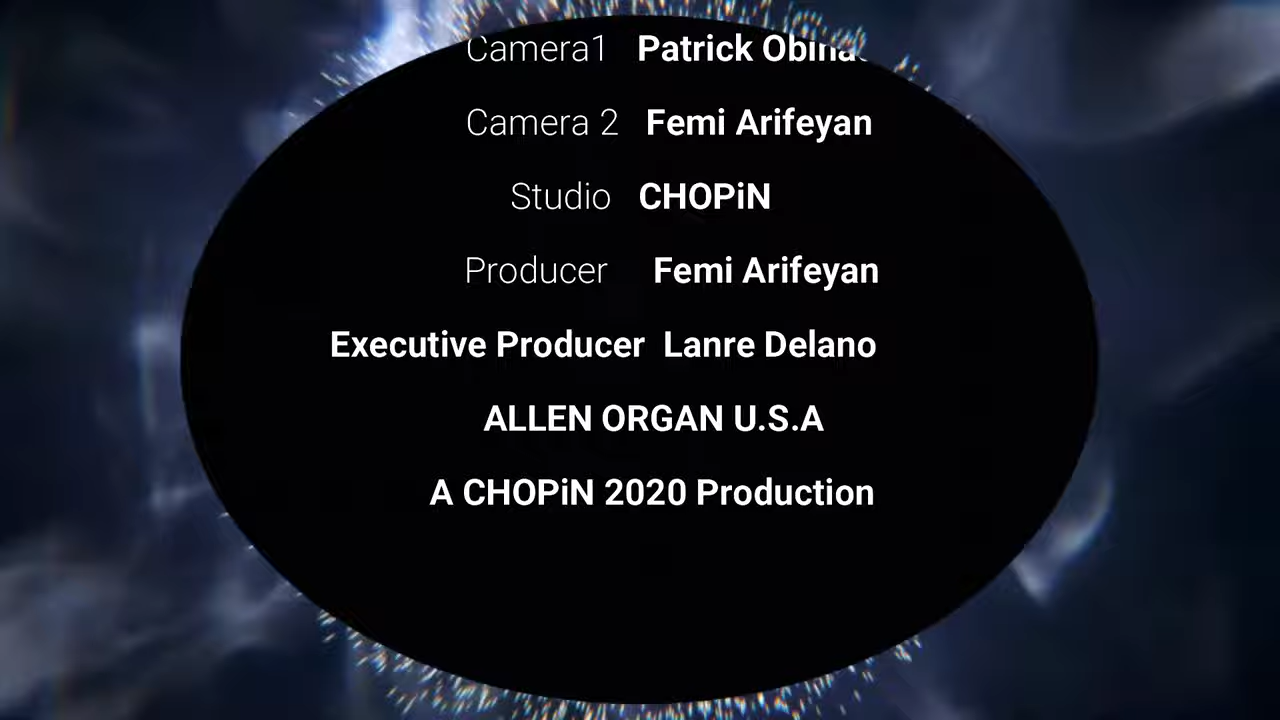 Camera1 Patrick
Camera 2 Femi Arifeyan
Studio CHOPiN
Producer Femi Arifeyan
Executive Producer Lanre Delano
ALLEN ORGAN U.S.A
A CHOPiN 2020 Production